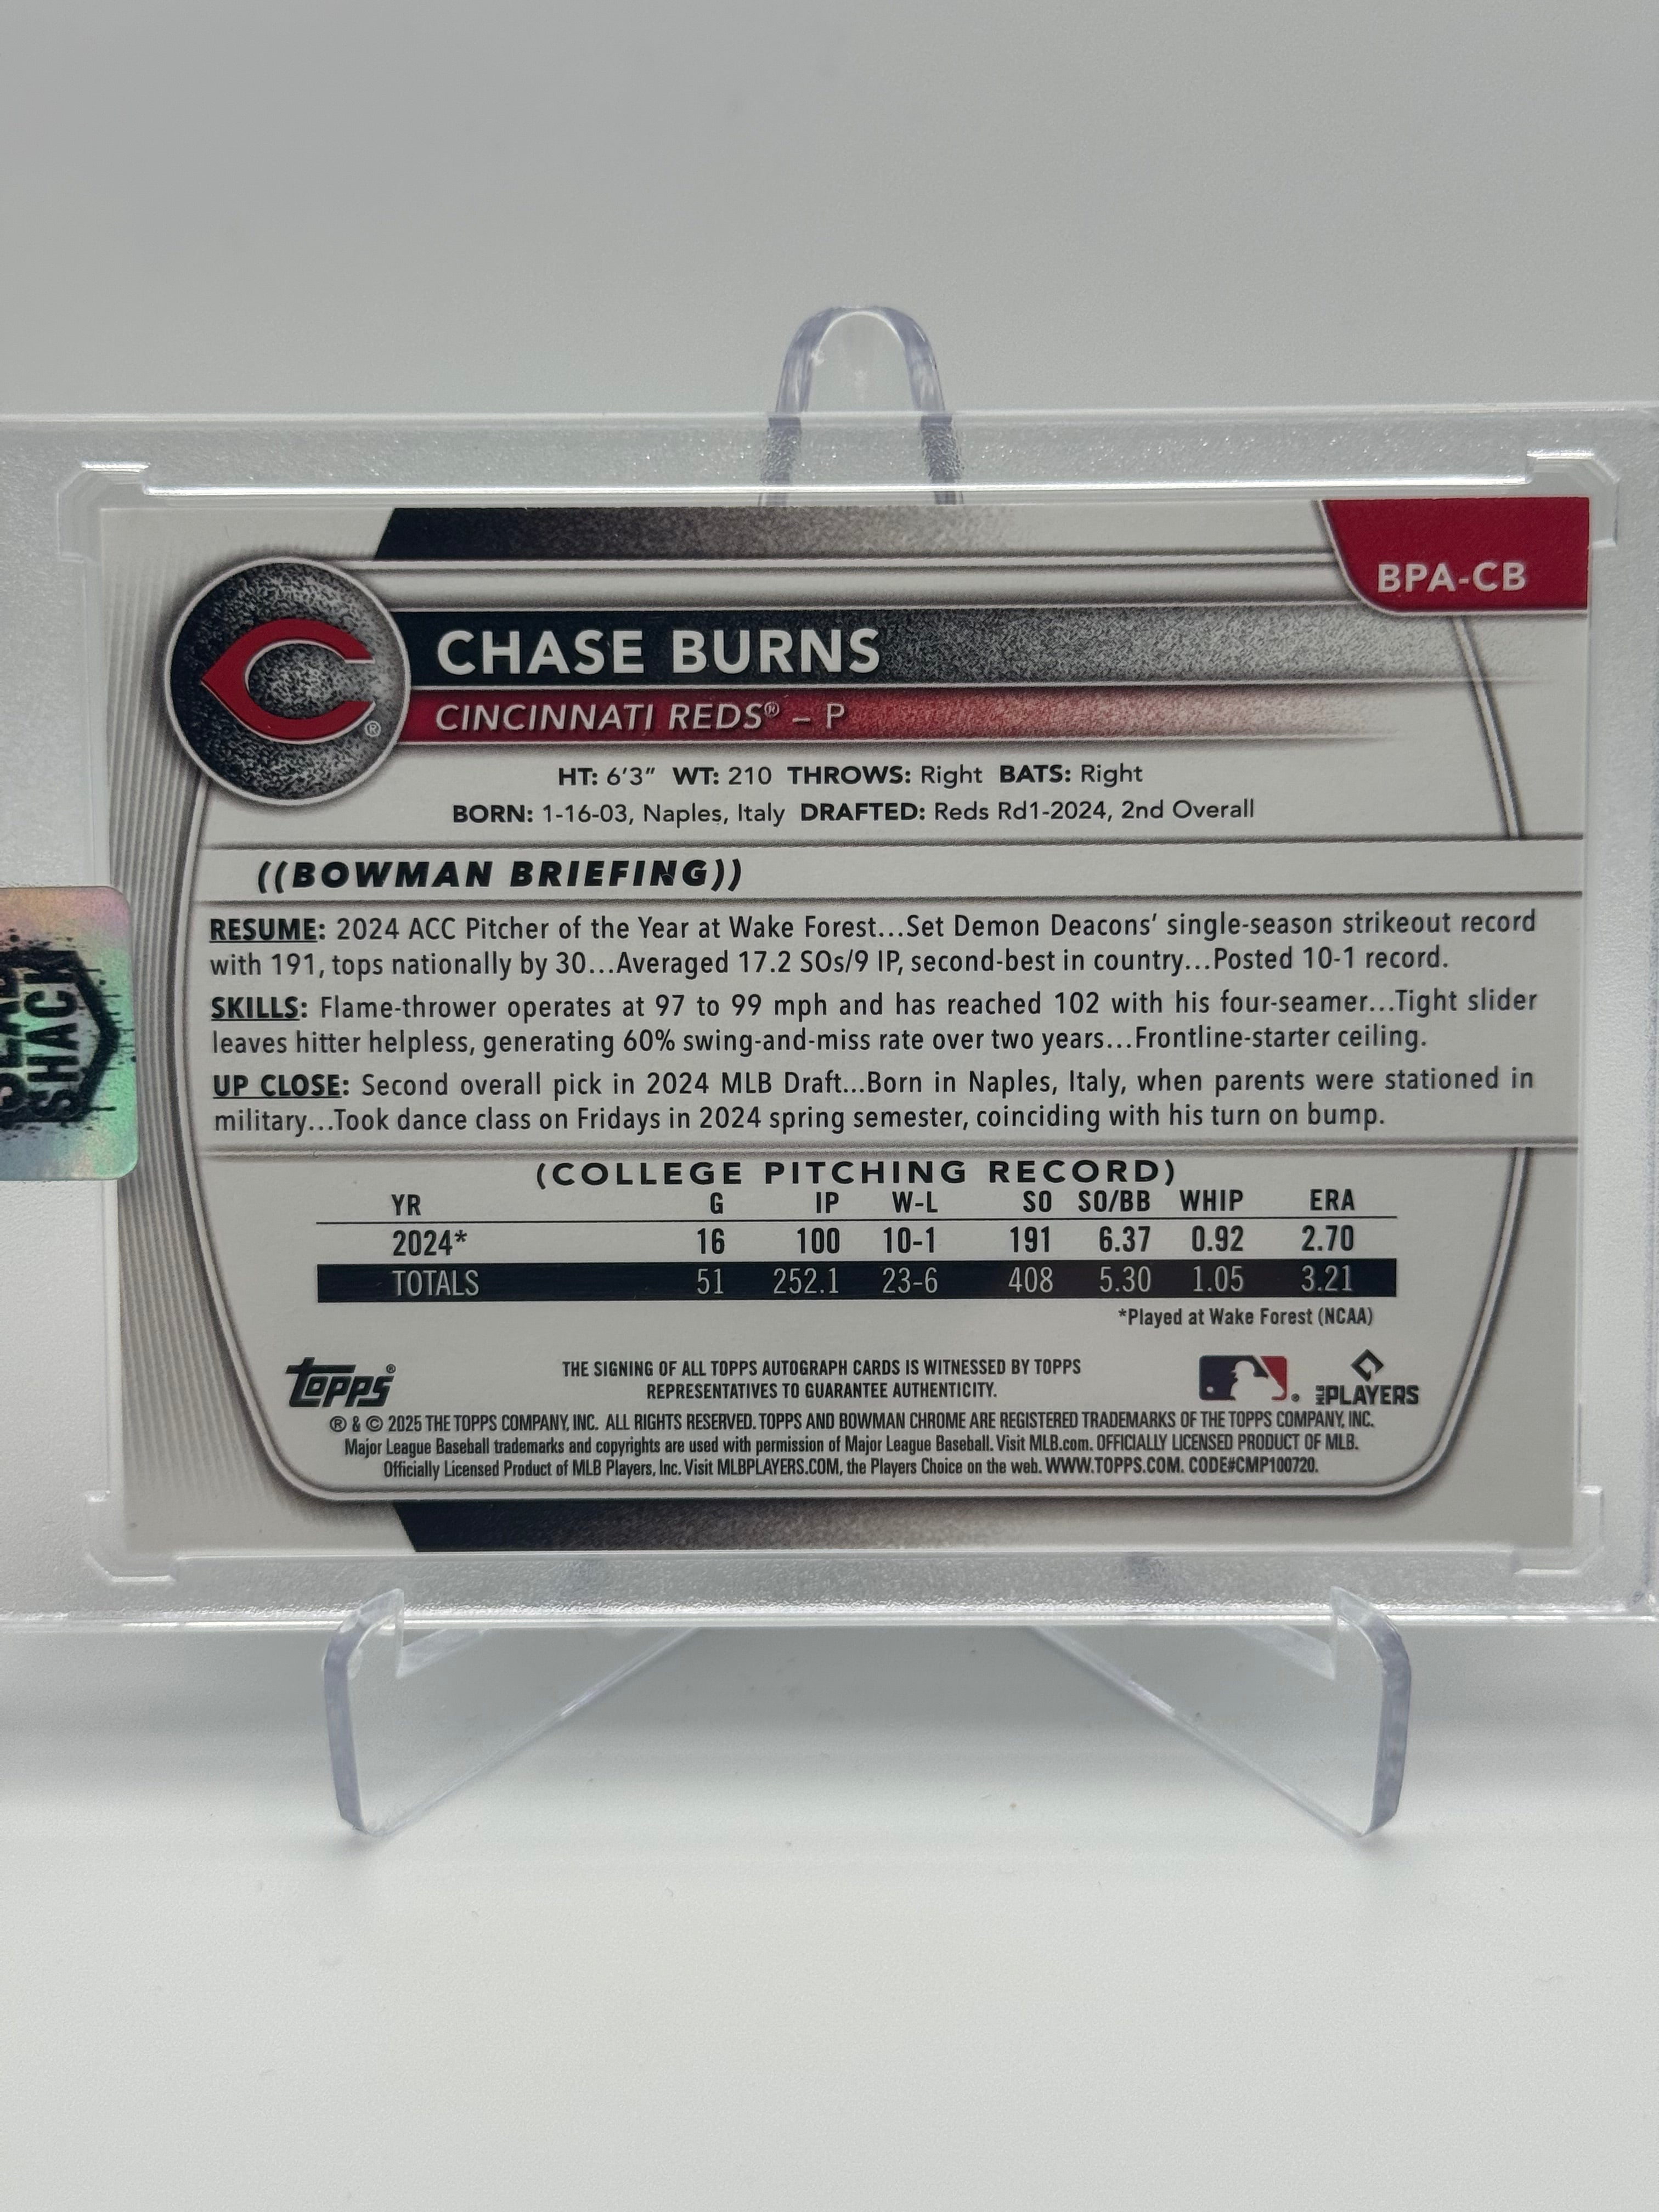 BPA-CB
CHASE BURNS
CINCINNATI REDS® – P
C ®
HT: 6'3" WT: 210 THROWS: Right BATS: Right
BORN: 1-16-03, Naples, Italy DRAFTED: Reds Rd1-2024, 2nd Overall
((BOWMAN BRIEFING))
RESUME: 2024 ACC Pitcher of the Year at Wake Forest...Set Demon Deacons' single-season strikeout record
with 191, tops nationally by 30...Averaged 17.2 SOs/9 IP, second-best in country...Posted 10-1 record.
SKILLS: Flame-thrower operates at 97 to 99 mph and has reached 102 with his four-seamer...Tight slider
leaves hitter helpless, generating 60% swing-and-miss rate over two years...Frontline-starter ceiling.
UP CLOSE: Second overall pick in 2024 MLB Draft...Born in Naples, Italy, when parents were stationed in
military...Took dance class on Fridays in 2024 spring semester, coinciding with his turn on bump.
SHACK
(COLLEGE PITCHING RECORD)
YR G IP W-L SO SO/BB WHIP ERA
2024* 16 100 10-1 191 6.37 0.92 2.70
TOTALS 51 252.1 23-6 408 5.30 1.05 3.21
*Played at Wake Forest (NCAA)
Topps®
THE SIGNING OF ALL TOPPS AUTOGRAPH CARDS IS WITNESSED BY TOPPS
REPRESENTATIVES TO GUARANTEE AUTHENTICITY.
MLB PLAYERS
® & © 2025 THE TOPPS COMPANY, INC. ALL RIGHTS RESERVED. TOPPS AND BOWMAN CHROME ARE REGISTERED TRADEMARKS OF THE TOPPS COMPANY, INC.
Major League Baseball trademarks and copyrights are used with permission of Major League Baseball. Visit MLB.com. OFFICIALLY LICENSED PRODUCT OF MLB.
Officially Licensed Product of MLB Players, Inc. Visit MLBPLAYERS.COM, the Players Choice on the web. WWW.TOPPS.COM. CODE#CMP100720.